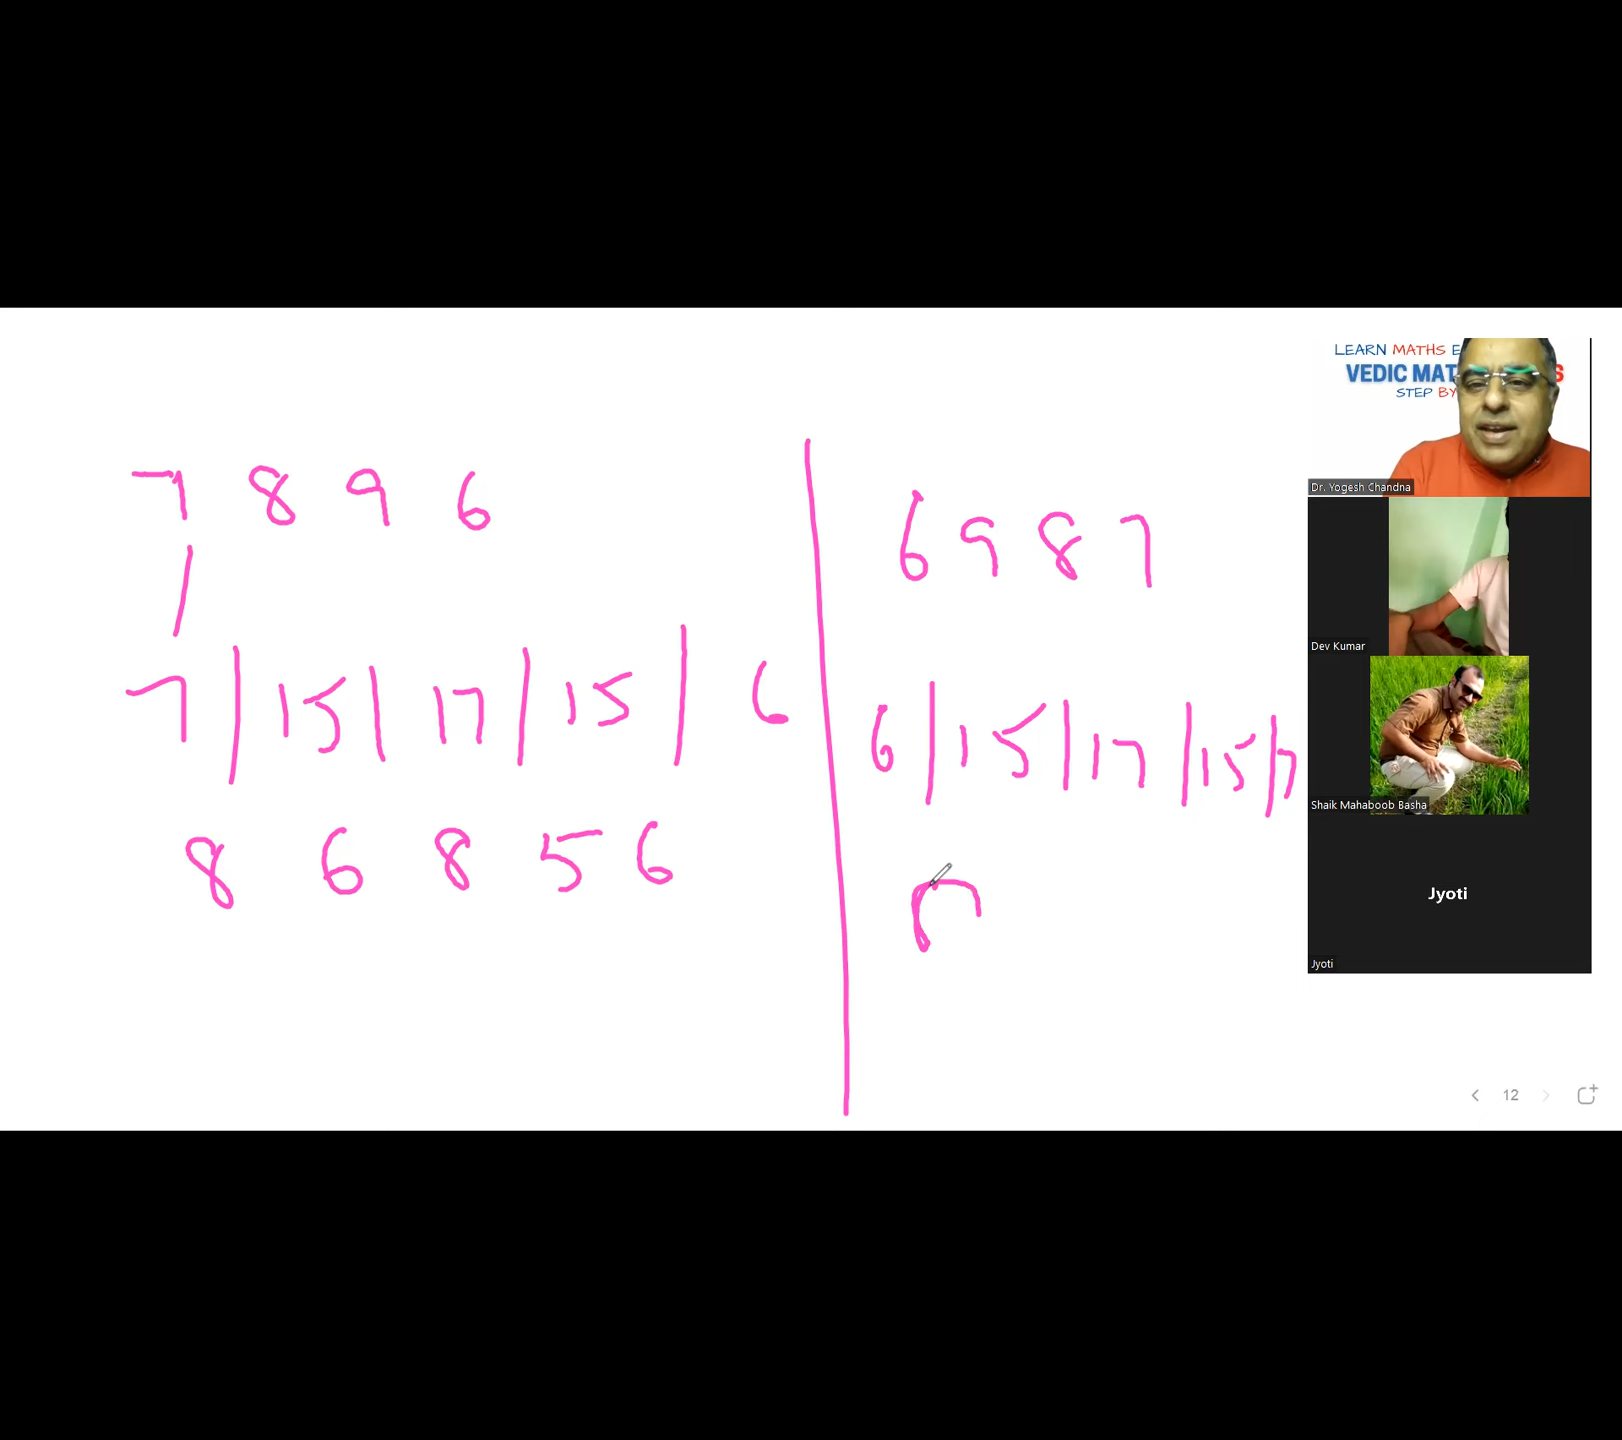 7 8 9 6
7 | 15 | 17 | 15 | 6
8 6 8 5 6
6 9 8 7
6 | 15 | 17 | 15 | 7
LEARN MATHS E
VEDIC MAT S
STEP BY
Dr. Yogesh Chandna
Dev Kumar
Shaik Mahaboob Basha
Jyoti
Jyoti
12